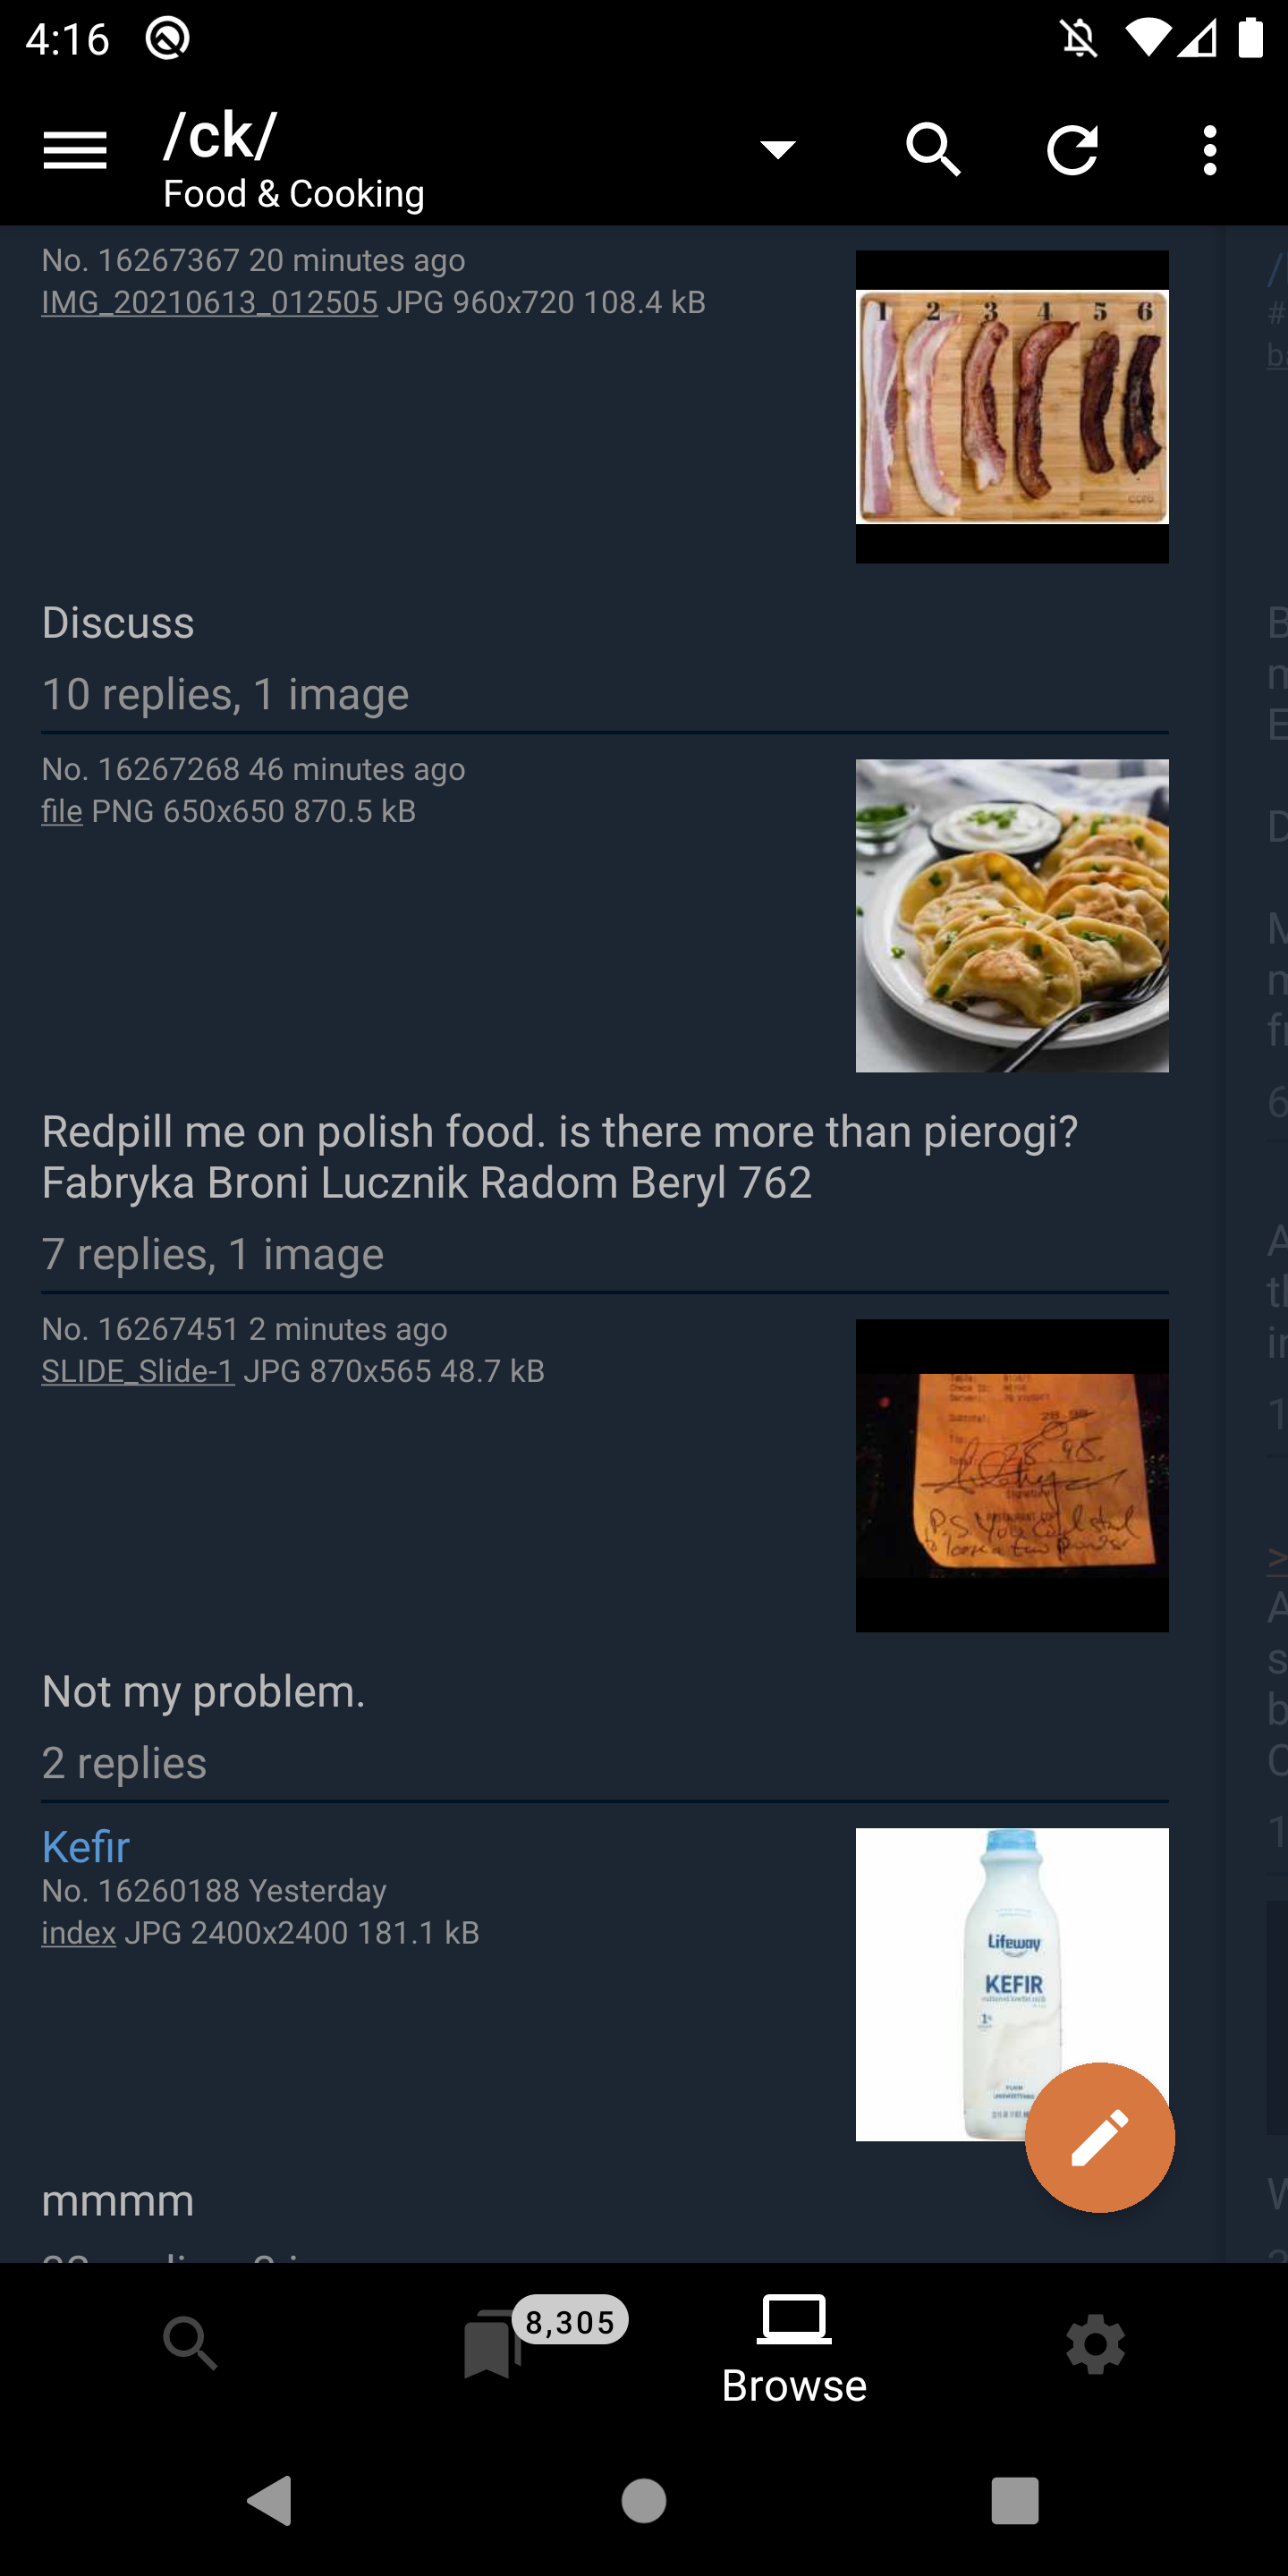 4:16
/ck/
Food & Cooking
No. 16267367 20 minutes ago
IMG_20210613_012505 JPG 960x720 108.4 kB
1 2 3 4 5 6
Discuss
10 replies, 1 image
No. 16267268 46 minutes ago
file PNG 650x650 870.5 kB
Redpill me on polish food. is there more than pierogi?
Fabryka Broni Lucznik Radom Beryl 762
7 replies, 1 image
No. 16267451 2 minutes ago
SLIDE_Slide-1 JPG 870x565 48.7 kB
P.S. You could stand
to loose a few pounds
Not my problem.
2 replies
Kefir
No. 16260188 Yesterday
index JPG 2400x2400 181.1 kB
Lifeway
KEFIR
mmmm
8,305
Browse